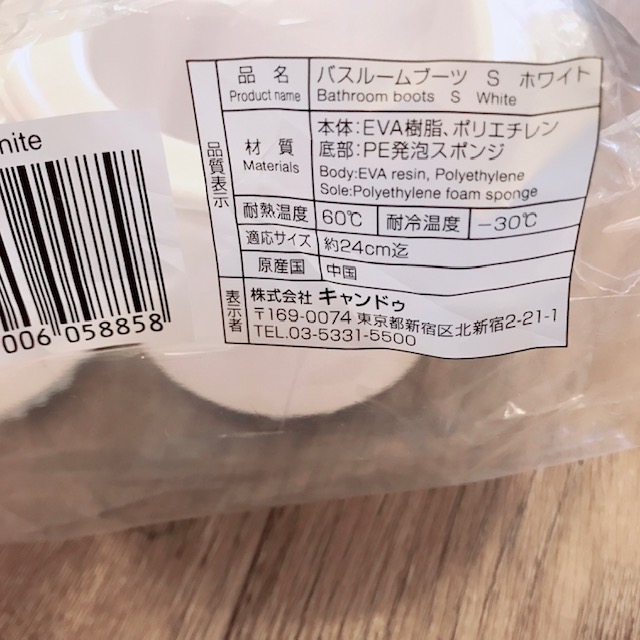 nite
006 058858
品質表示
品 名 バスルームブーツ S ホワイト
Product name Bathroom boots S White
材 質 本体:EVA樹脂、ポリエチレン
底部:PE発泡スポンジ
Materials Body:EVA resin, Polyethylene
Sole:Polyethylene foam sponge
耐熱温度 60℃ 耐冷温度 -30℃
適応サイズ 約24cm迄
原産国 中国
表示者 株式会社 キャンドゥ
〒169-0074 東京都新宿区北新宿2-21-1
TEL.03-5331-5500